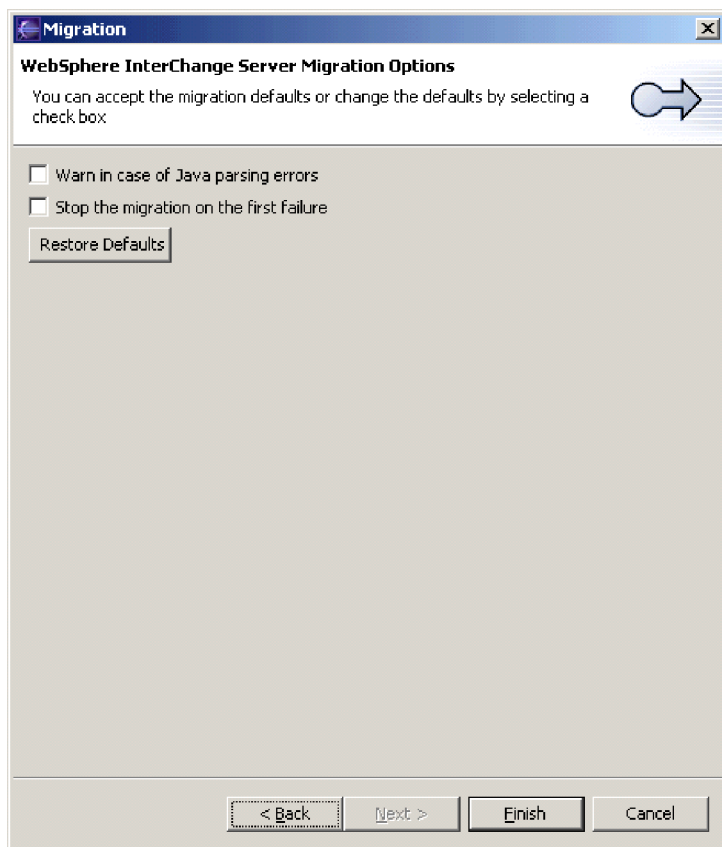 Migration
WebSphere InterChange Server Migration Options
You can accept the migration defaults or change the defaults by selecting a
check box
Warn in case of Java parsing errors
Stop the migration on the first failure
Restore Defaults
< Back Next > Finish Cancel